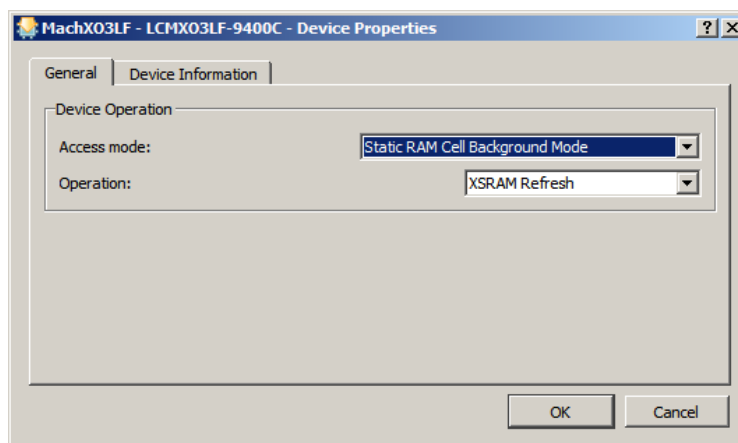 MachXO3LF - LCMXO3LF-9400C - Device Properties
General
Device Information
Device Operation
Access mode:
Static RAM Cell Background Mode
Operation:
XSRAM Refresh
OK
Cancel